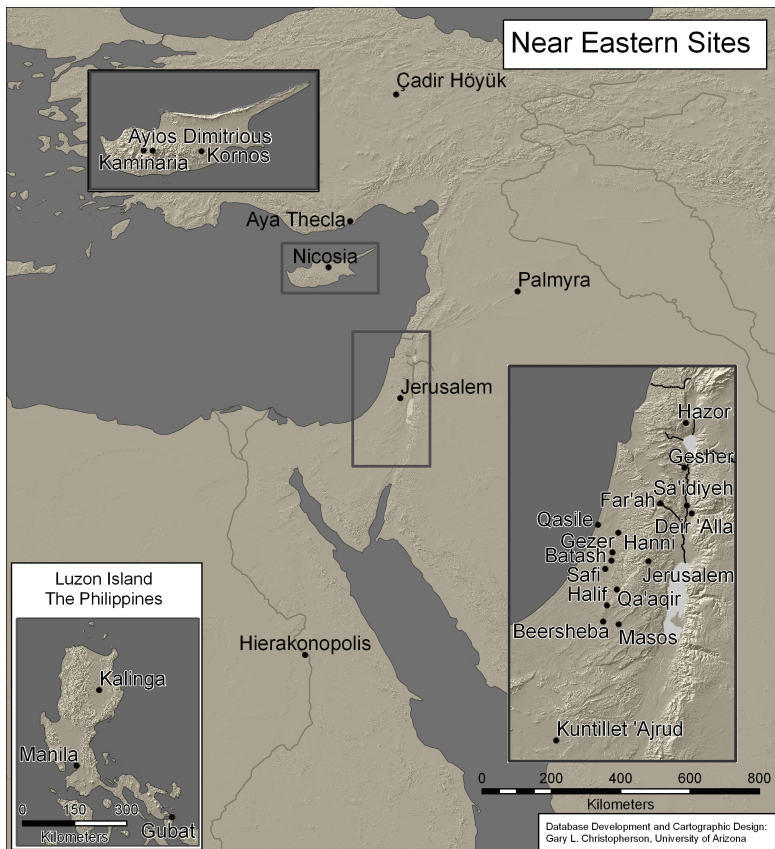 Near Eastern Sites
Çadir Höyük
Ayios Dimitrious
Kaminaria
Kornos
Aya Thecla
Nicosia
Palmyra
Jerusalem
Hazor
Gesher
Sa'idiyeh
Far'ah
Deir 'Alla
Qasile
Gezer
Hanni
Batash
Safi
Jerusalem
Halif
Qa'aqir
Beersheba
Masos
Kuntillet 'Ajrud
Hierakonopolis
Luzon Island
The Philippines
Kalinga
Manila
Gubat
0 150 300
Kilometers
0 200 400 600 800
Kilometers
Database Development and Cartographic Design:
Gary L. Christopherson, University of Arizona